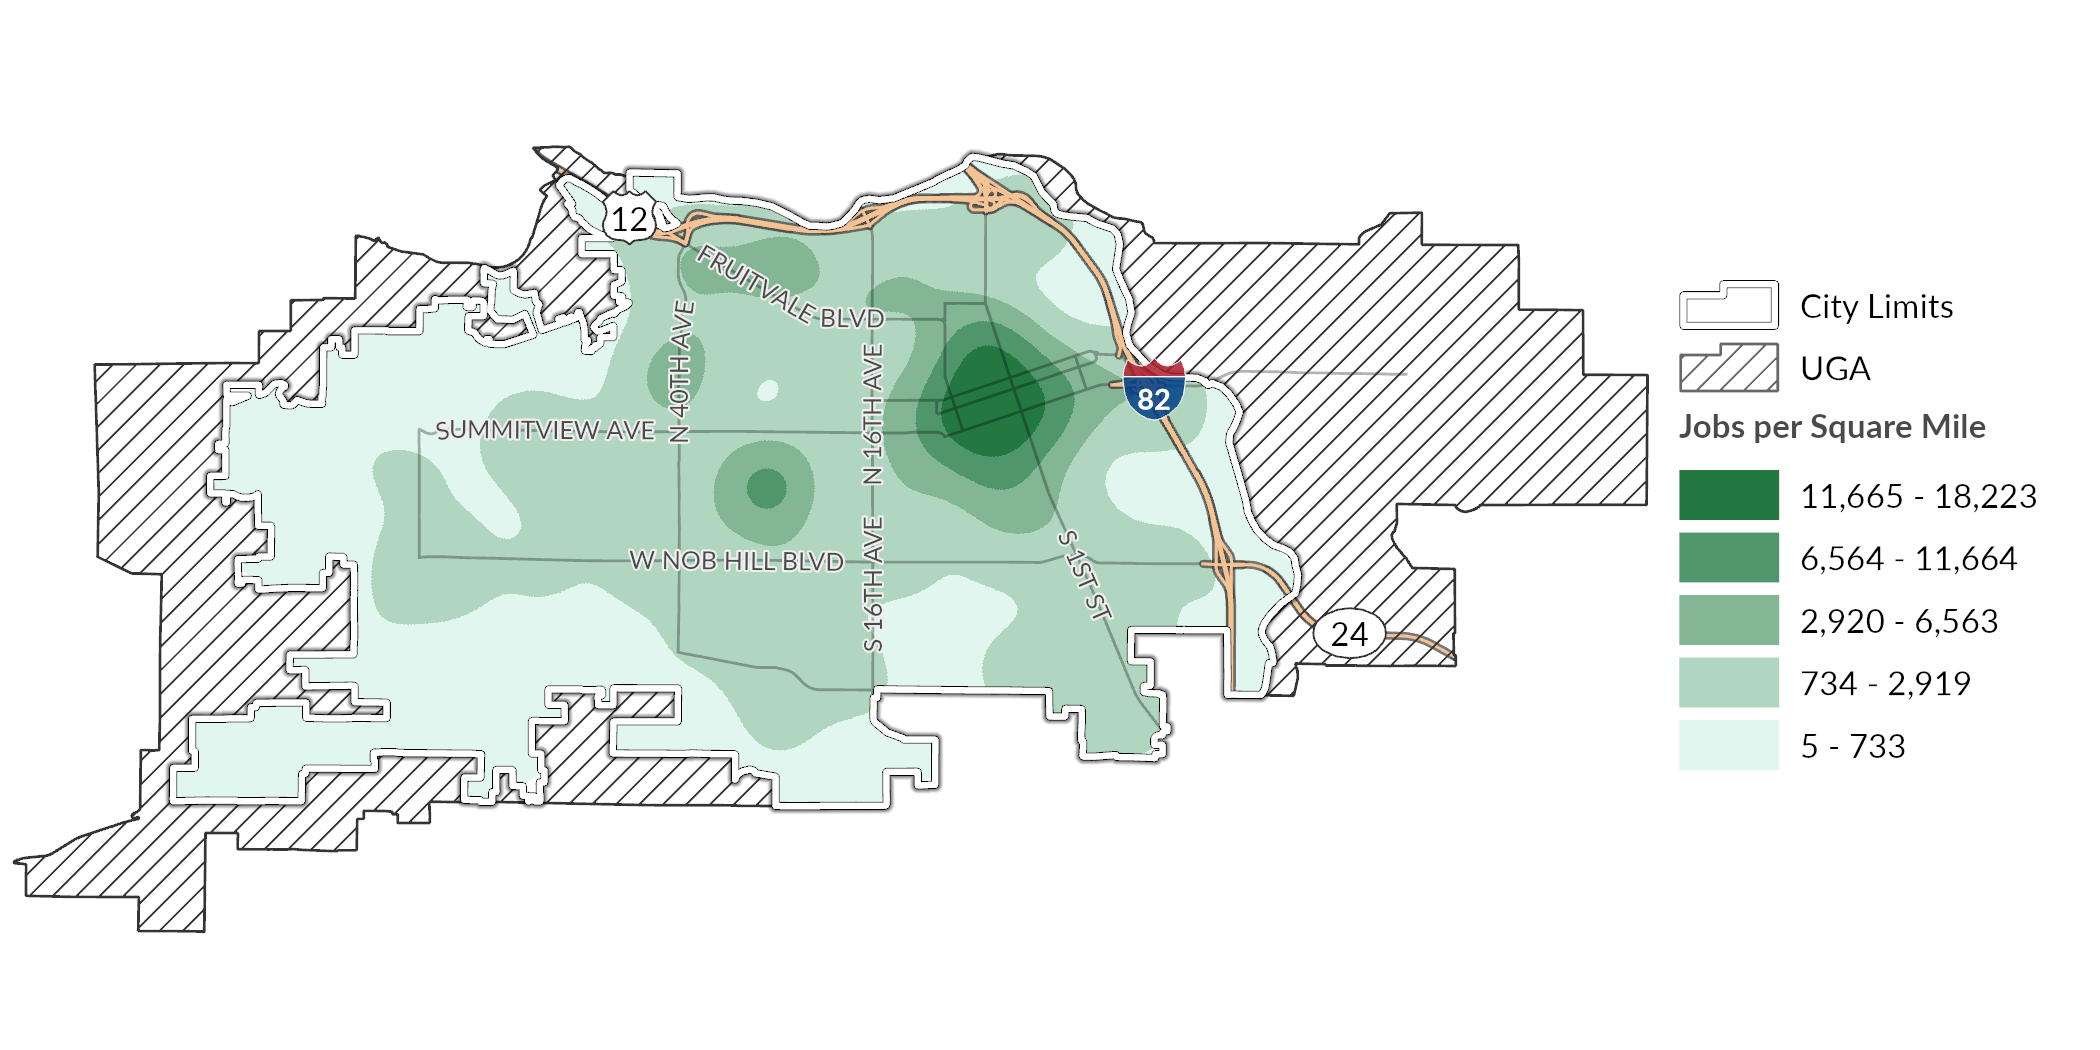 12
FRUITVALE BLVD
N 40TH AVE
N 16TH AVE
82
SUMMITVIEW AVE
W NOB HILL BLVD
S 16TH AVE
S 1ST ST
24
City Limits
UGA
Jobs per Square Mile
11,665 - 18,223
6,564 - 11,664
2,920 - 6,563
734 - 2,919
5 - 733